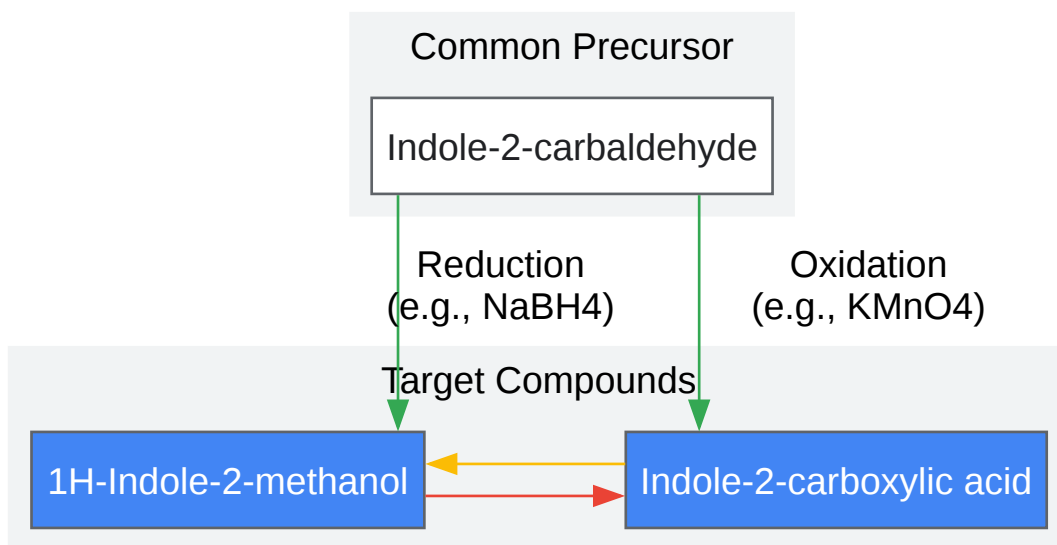 Common Precursor
Indole-2-carbaldehyde
Reduction
(e.g., NaBH4)
Oxidation
(e.g., KMnO4)
Target Compounds
1H-Indole-2-methanol
Indole-2-carboxylic acid